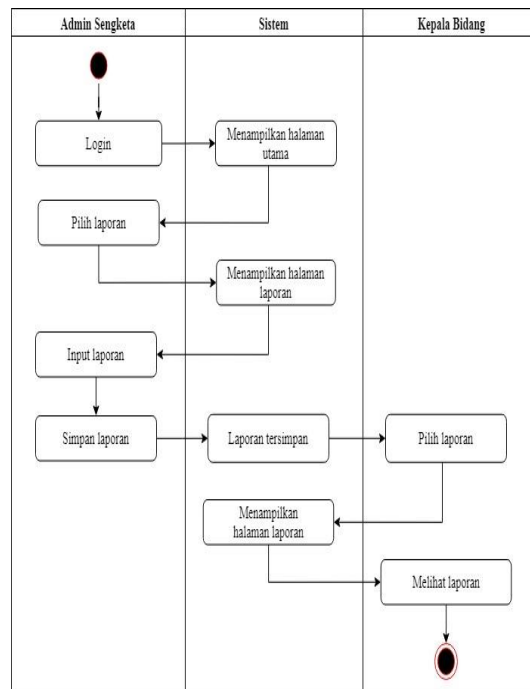 Admin Sengketa
Sistem
Kepala Bidang
Login
Menampilkan halaman
utama
Pilih laporan
Menampilkan halaman
laporan
Input laporan
Simpan laporan
Laporan tersimpan
Pilih laporan
Menampilkan
halaman laporan
Melihat laporan